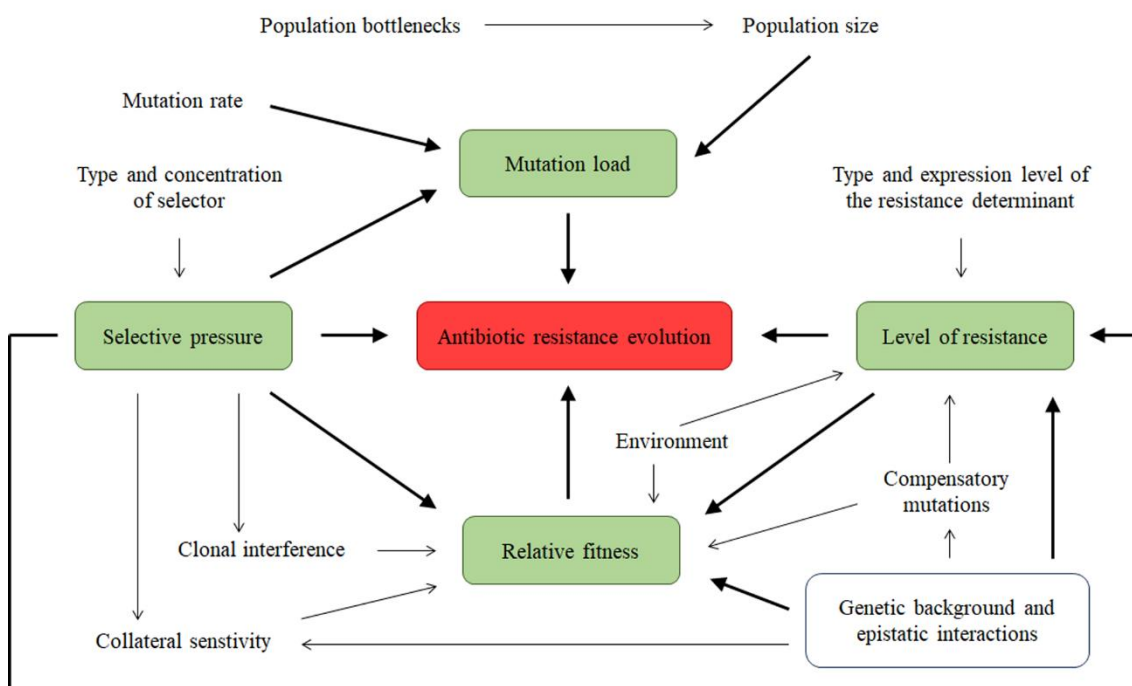 Population bottlenecks
Population size
Mutation rate
Mutation load
Type and concentration
of selector
Type and expression level of
the resistance determinant
Selective pressure
Antibiotic resistance evolution
Level of resistance
Environment
Compensatory
mutations
Clonal interference
Relative fitness
Genetic background and
epistatic interactions
Collateral senstivity